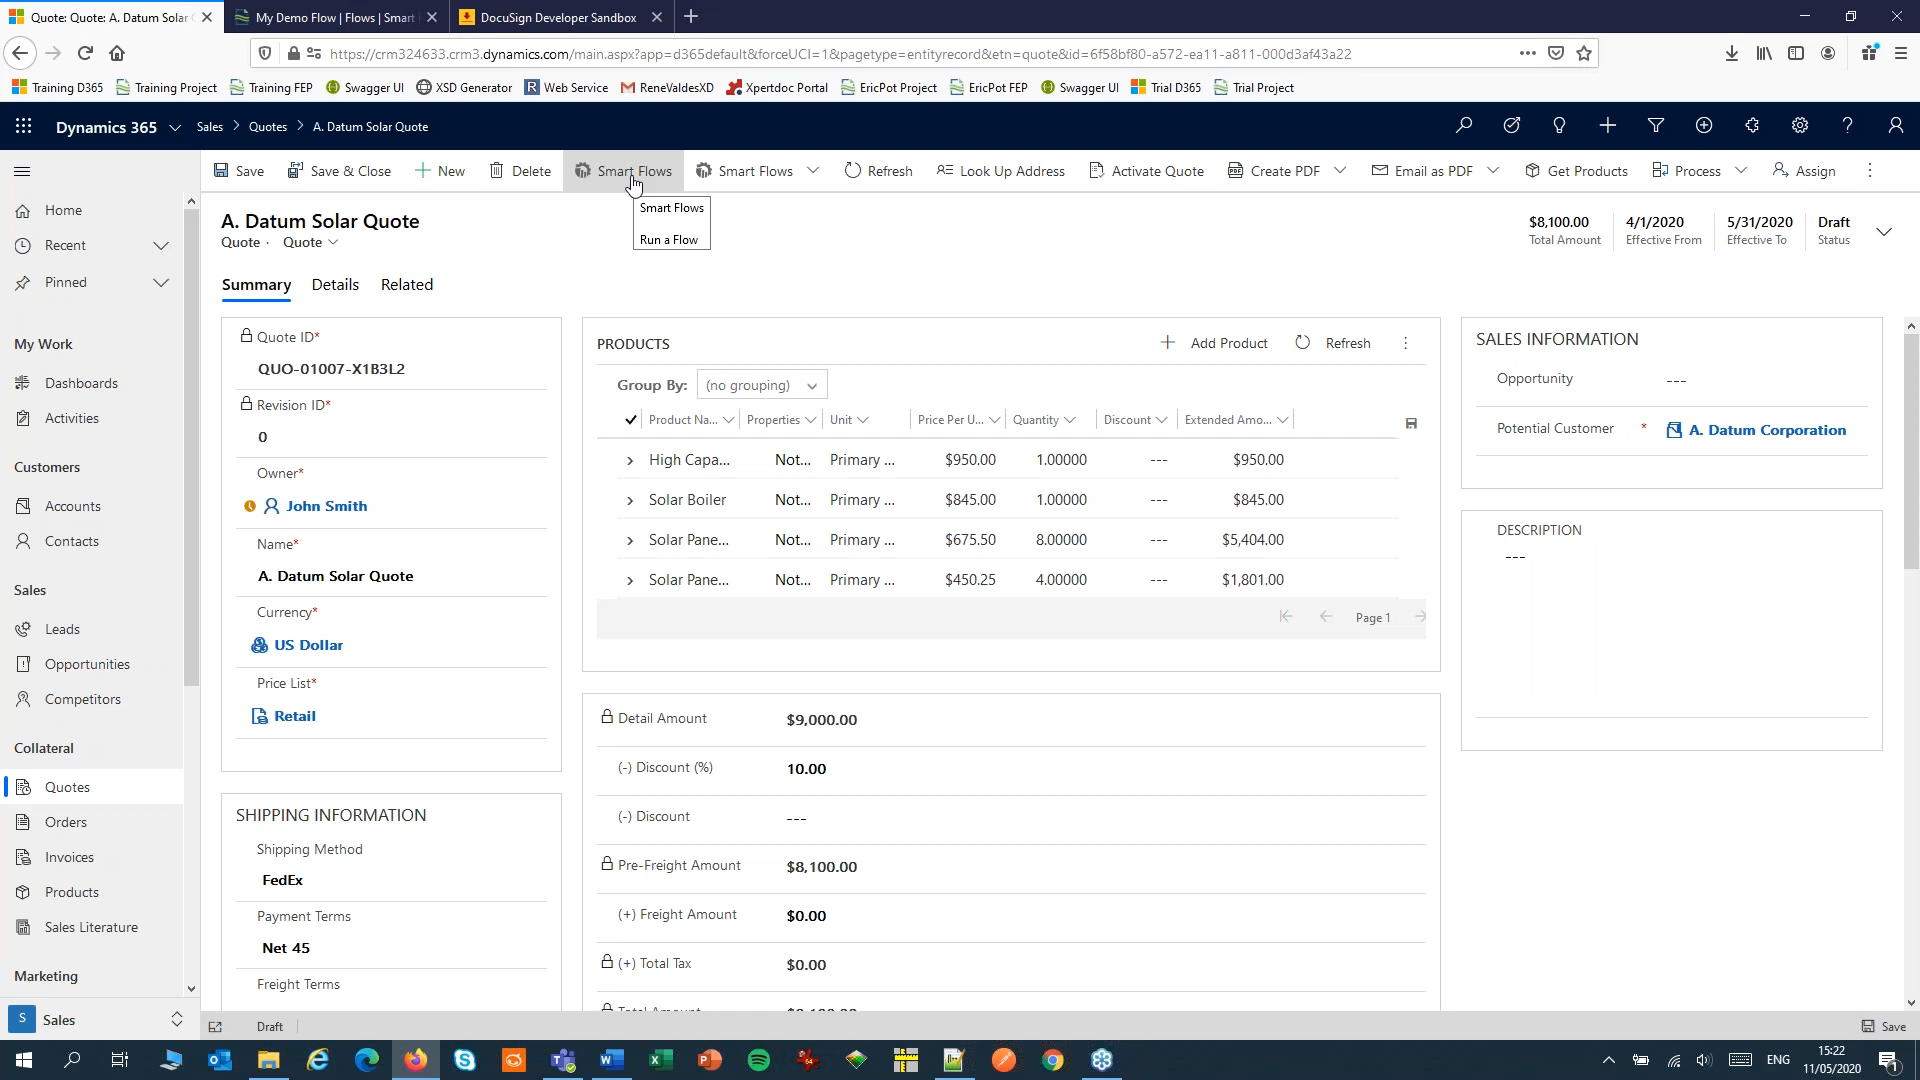 Quote: Quote: A. Datum Solar
My Demo Flow | Flows | Smart
DocuSign Developer Sandbox
https://crm324633.crm3.dynamics.com/main.aspx?app=d365default&forceUCI=1&pagetype=entityrecord&etn=quote&id=6f58bf80-a572-ea11-a811-000d3af43a22
Training D365
Training Project
Training FEP
Swagger UI
XSD Generator
Web Service
ReneValdesXD
Xpertdoc Portal
EricPot Project
EricPot FEP
Swagger UI
Trial D365
Trial Project
Dynamics 365
Sales > Quotes > A. Datum Solar Quote
Save
Save & Close
New
Delete
Smart Flows
Smart Flows
Refresh
Look Up Address
Activate Quote
Create PDF
Email as PDF
Get Products
Process
Assign
Smart Flows
Run a Flow
Home
Recent
Pinned
My Work
Dashboards
Activities
Customers
Accounts
Contacts
Sales
Leads
Opportunities
Competitors
Collateral
Quotes
Orders
Invoices
Products
Sales Literature
Marketing
S Sales
A. Datum Solar Quote
Quote · Quote
$8,100.00
Total Amount
4/1/2020
Effective From
5/31/2020
Effective To
Draft
Status
Summary
Details
Related
Quote ID*
QUO-01007-X1B3L2
Revision ID*
0
Owner*
John Smith
Name*
A. Datum Solar Quote
Currency*
US Dollar
Price List*
Retail
SHIPPING INFORMATION
Shipping Method
FedEx
Payment Terms
Net 45
Freight Terms
PRODUCTS
Add Product
Refresh
Group By: (no grouping)
Product Na... Properties Unit Price Per U... Quantity Discount Extended Amo...
High Capa... Not... Primary ... $950.00 1.00000 --- $950.00
Solar Boiler Not... Primary ... $845.00 1.00000 --- $845.00
Solar Pane... Not... Primary ... $675.50 8.00000 --- $5,404.00
Solar Pane... Not... Primary ... $450.25 4.00000 --- $1,801.00
Page 1
Detail Amount $9,000.00
(-) Discount (%) 10.00
(-) Discount ---
Pre-Freight Amount $8,100.00
(+) Freight Amount $0.00
(+) Total Tax $0.00
SALES INFORMATION
Opportunity ---
Potential Customer * A. Datum Corporation
DESCRIPTION
---
Draft
Save
ENG
15:22
11/05/2020
1